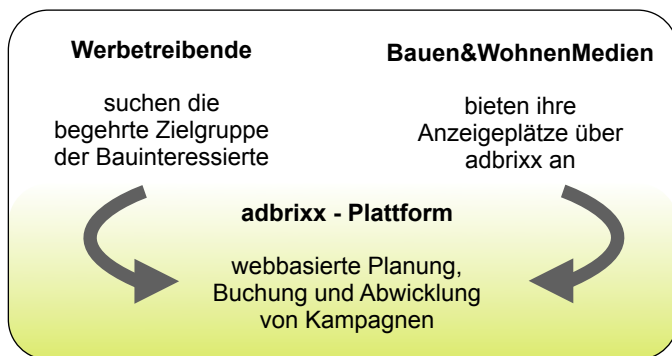 Werbetreibende
suchen die
begehrte Zielgruppe
der Bauinteressierte
Bauen&WohnenMedien
bieten ihre
Anzeigeplätze über
adbrixx an
adbrixx - Plattform
webbasierte Planung,
Buchung und Abwicklung
von Kampagnen